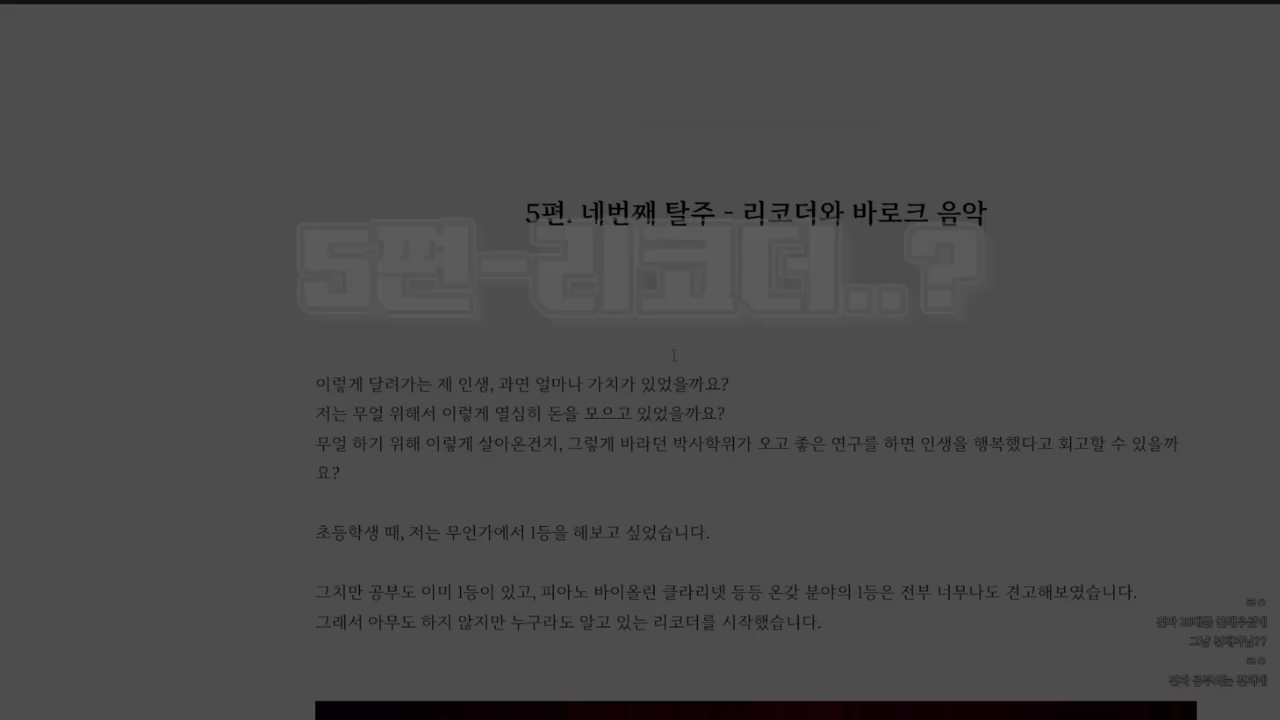 5편. 네번째 탈주 - 리코더와 바로크 음악
5편-리코더..?
이렇게 달려가는 제 인생, 과연 얼마나 가치가 있었을까요?
저는 무얼 위해서 이렇게 열심히 돈을 모으고 있었을까요?
무얼 하기 위해 이렇게 살아온건지, 그렇게 바라던 박사학위가 오고 좋은 연구를 하면 인생을 행복했다고 회고할 수 있을까
요?
초등학생 때, 저는 무언가에서 1등을 해보고 싶었습니다.
그치만 공부도 이미 1등이 있고, 피아노 바이올린 클라리넷 등등 온갖 분야의 1등은 전부 너무나도 견고해보였습니다.
그래서 아무도 하지 않지만 누구라도 알고 있는 리코더를 시작했습니다.
ㄹㅇ
그냥 천재아님??
ㄹㅇ